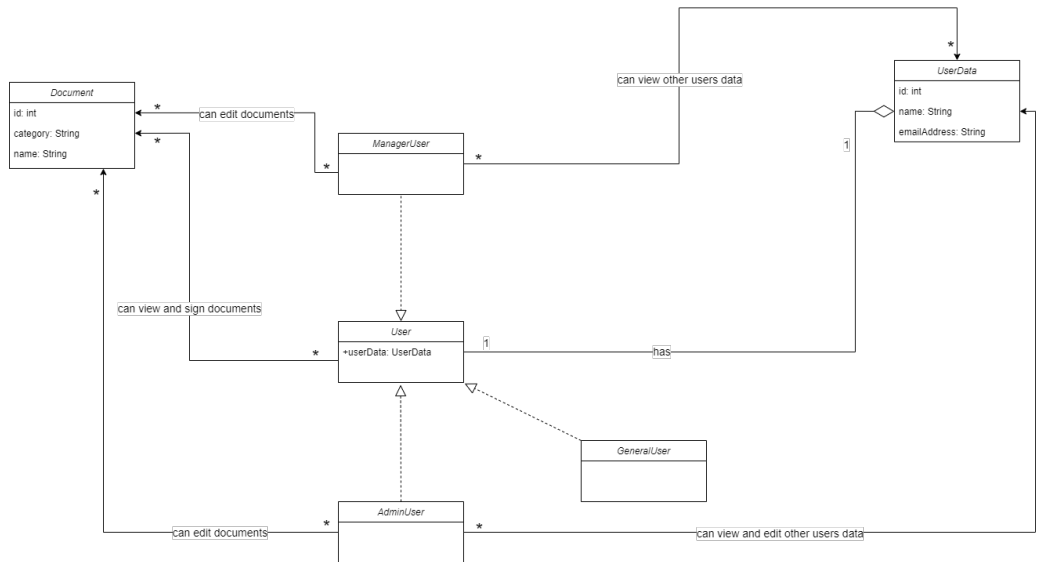 *
can view other users data
UserData
id: int
name: String
emailAddress: String
Document
id: int
category: String
name: String
*
can edit documents
*
ManagerUser
*
*
*
1
can view and sign documents
*
User
+userData: UserData
1
has
GeneralUser
AdminUser
can edit documents
*
*
can view and edit other users data
*